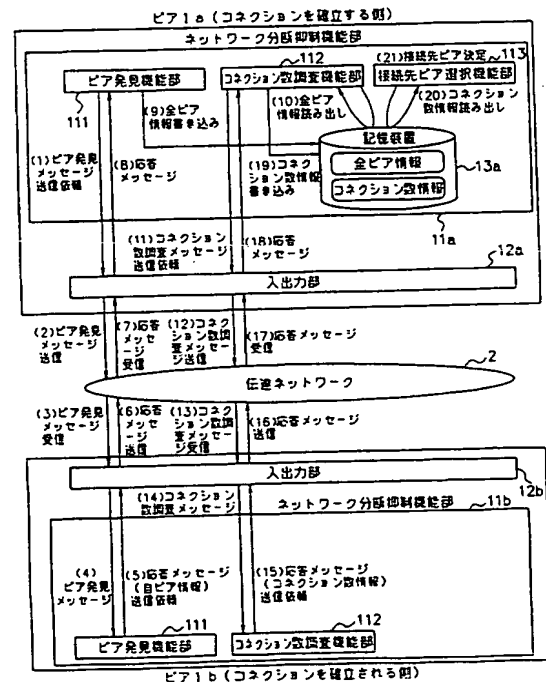 ピア1a(コネクションを確立する側)
ネットワーク分断抑制機能部
ピア発見機能部
111
112
コネクション数調査機能部
(21)接続先ピア決定
113
接続先ピア選択機能部
(9)全ピア
情報書き込み
(10)全ピア
情報読み出し
(20)コネクション
数情報読み出し
(1)ピア発見
メッセージ
送信依頼
(8)応答
メッセージ
(19)コネク
ション数情報
書き込み
記憶装置
全ピア情報
コネクション数情報
13a
11a
(11)コネクション
数調査メッセージ
送信依頼
(18)応答
メッセージ
12a
入出力部
(2)ピア発見
メッセージ
送信
(7)応答
メッセ
ージ
受信
(12)コネク
ション数調
査メッセー
ジ送信
(17)応答メッセージ
受信
2
伝達ネットワーク
(3)ピア発見
メッセージ
受信
(6)応答
メッセ
ージ
送信
(13)コネク
ション数調
査メッセー
ジ受信
(16)応答メッセージ
送信
入出力部
12b
(14)コネクション
数調査メッセージ
ネットワーク分断抑制機能部
11b
(4)
ピア発見
メッセージ
(5)応答メッセージ
(自ピア情報)
送信依頼
(15)応答メッセージ
(コネクション数情報)
送信依頼
111
ピア発見機能部
112
コネクション数調査機能部
ピア1b(コネクションを確立される側)